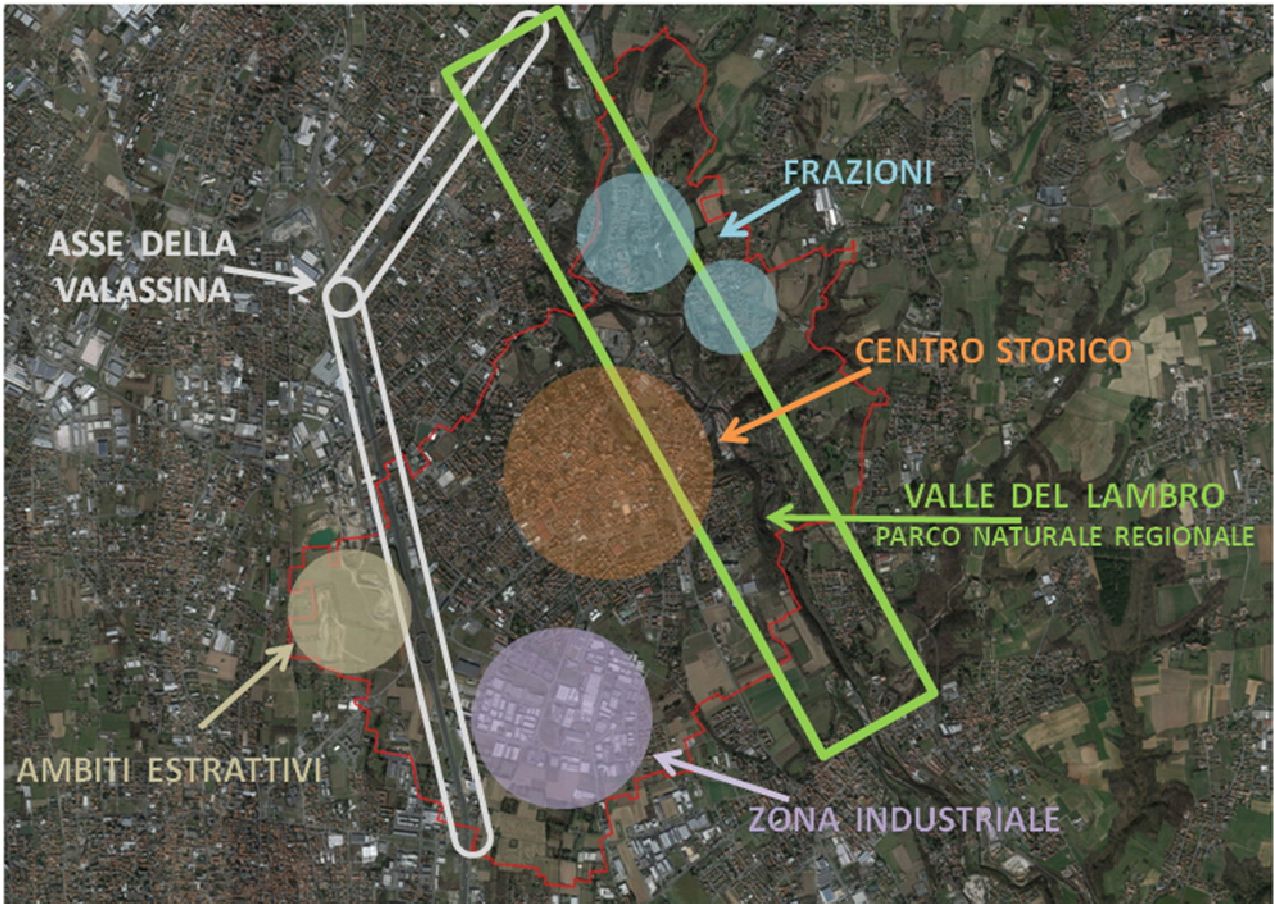 FRAZIONI
ASSE DELLA
VALASSINA
CENTRO STORICO
VALLE DEL LAMBRO
PARCO NATURALE REGIONALE
AMBITI ESTRATTIVI
ZONA INDUSTRIALE